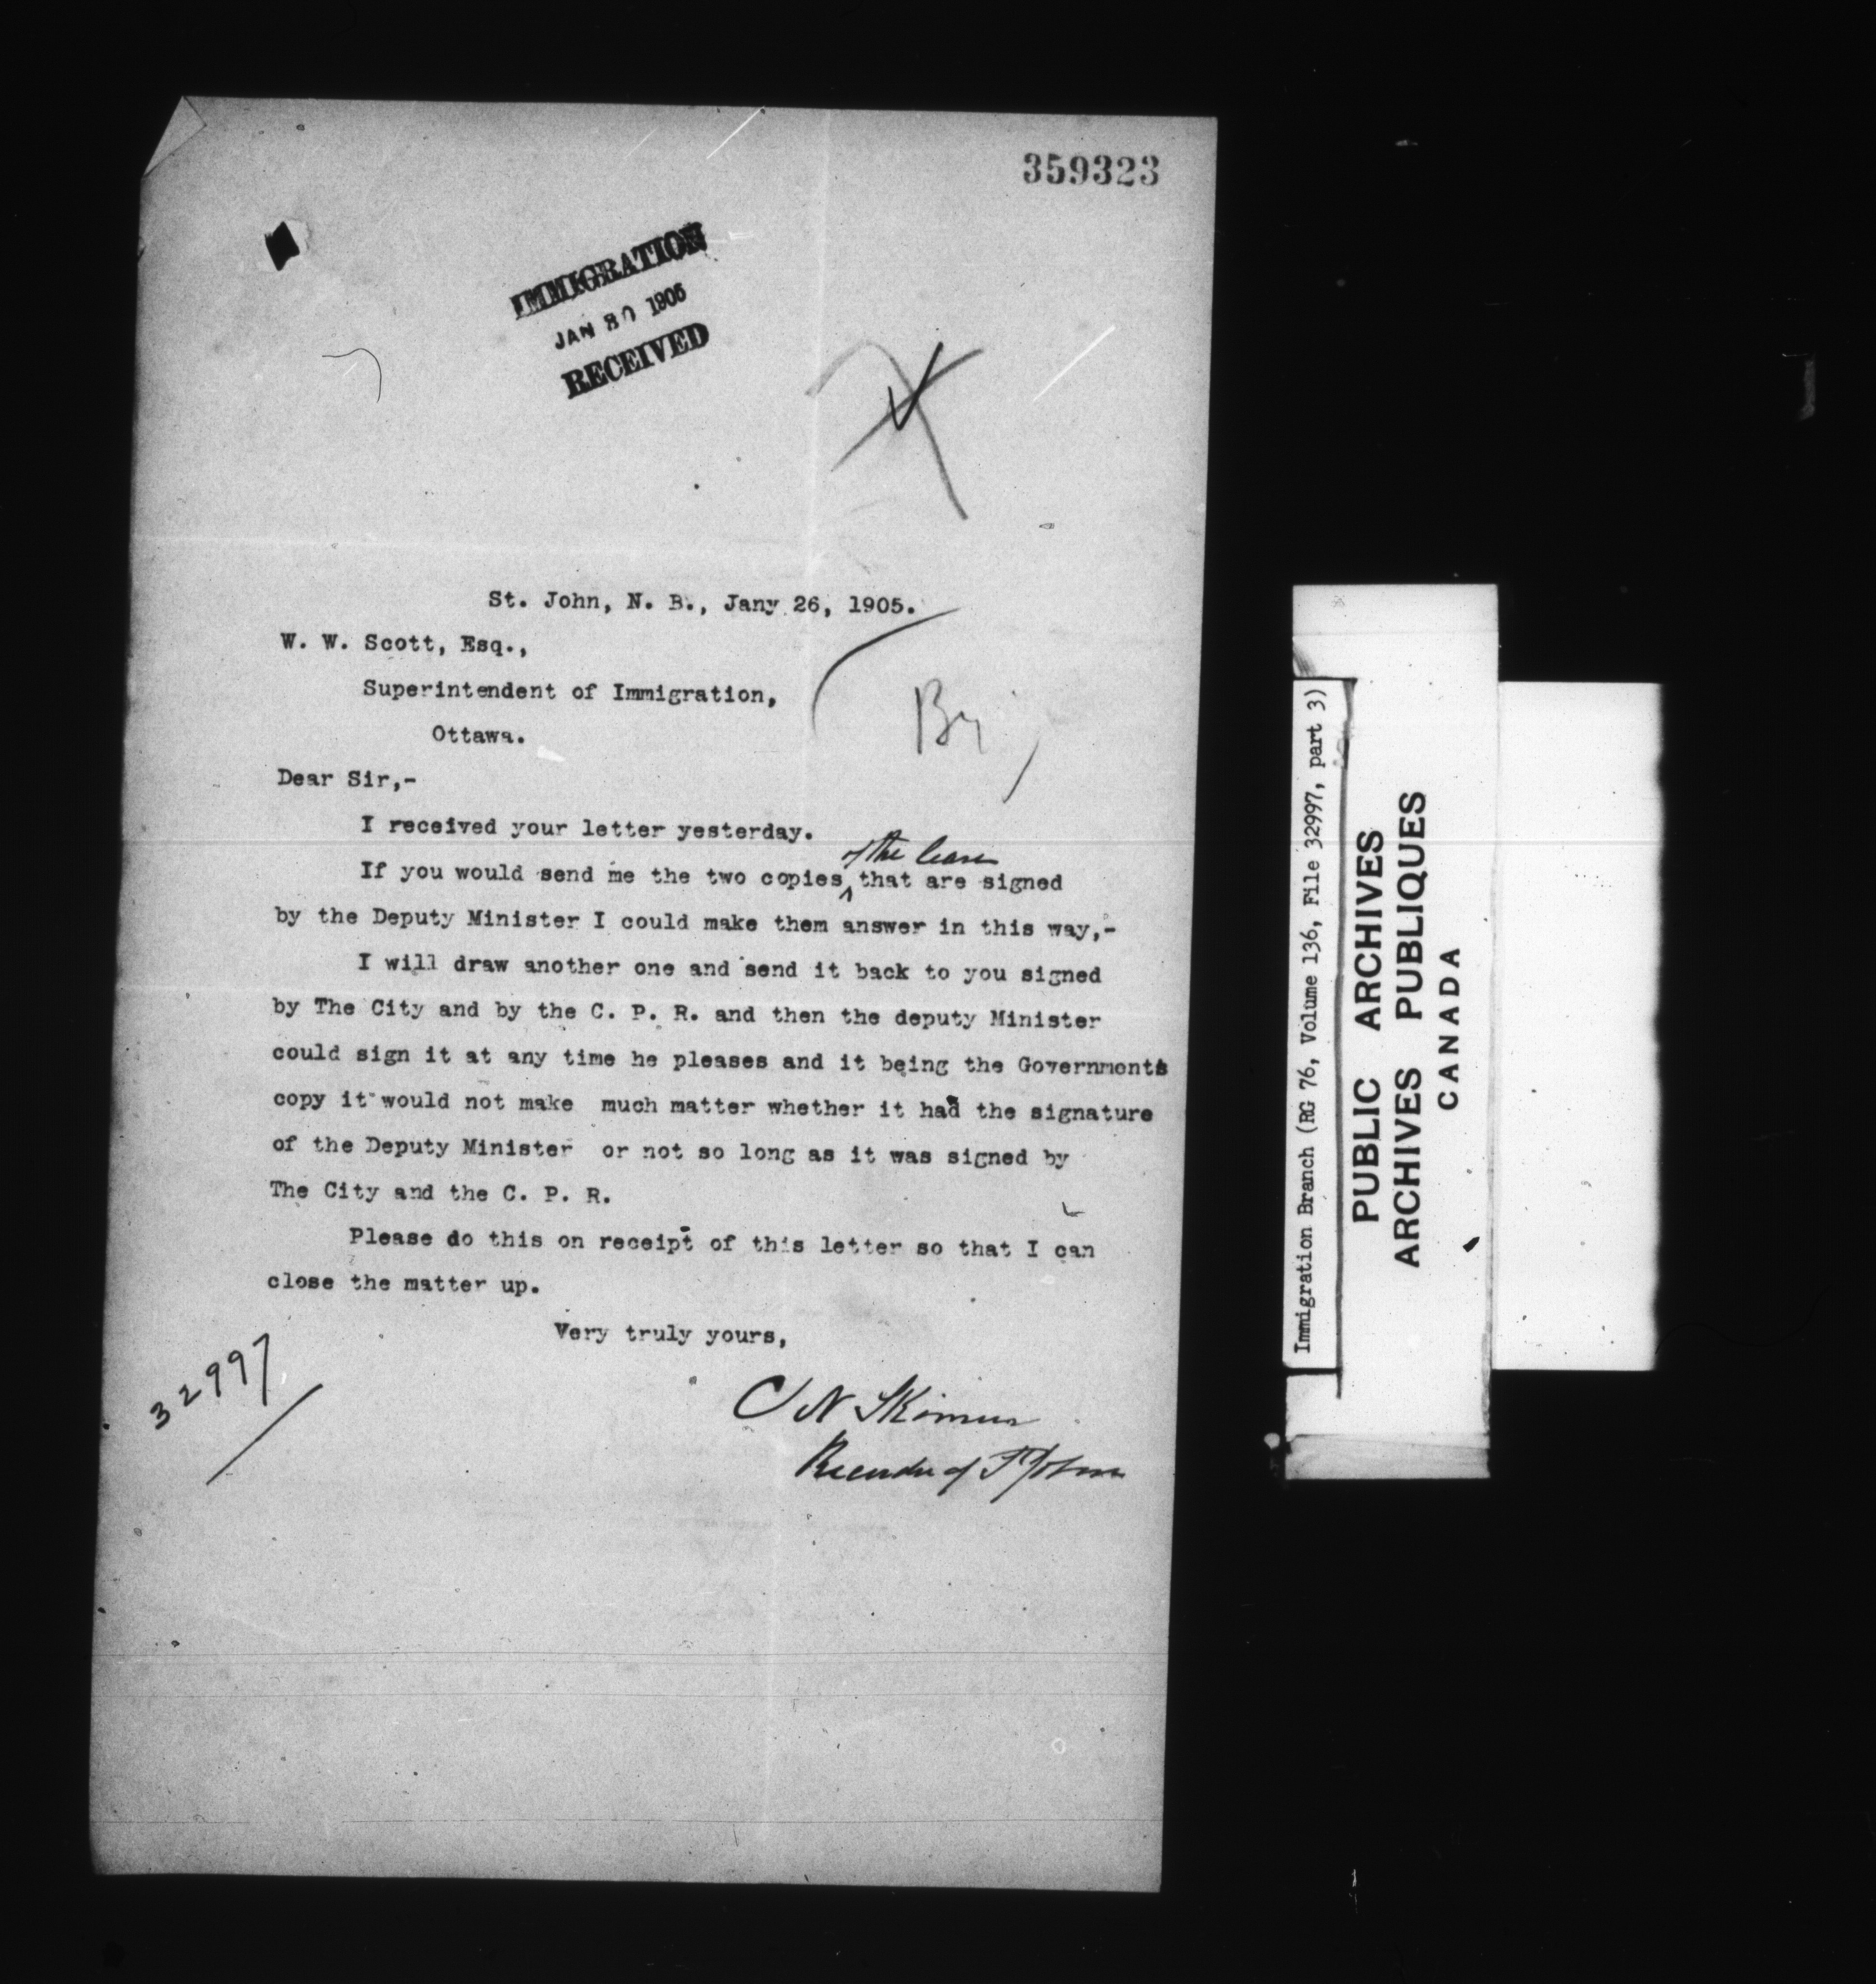 359323
IMMIGRATION
JAN 30 1905
RECEIVED
St. John, N. B., Jany 26, 1905.
W. W. Scott, Esq.,
Superintendent of Immigration,
Ottawa.
Dear Sir,-
I received your letter yesterday.
of the lease
If you would send me the two copies that are signed
by the Deputy Minister I could make them answer in this way,-
I will draw another one and send it back to you signed
by The City and by the C. P. R. and then the deputy Minister
could sign it at any time he pleases and it being the Governments
copy it would not make much matter whether it had the signature
of the Deputy Minister or not so long as it was signed by
The City and the C. P. R.
Please do this on receipt of this letter so that I can
close the matter up.
Very truly yours,
C N Skinner
Recorder of St John
32997
Immigration Branch (RG 76, Volume 136, File 32997, part 3)
PUBLIC ARCHIVES
ARCHIVES PUBLIQUES
CANADA